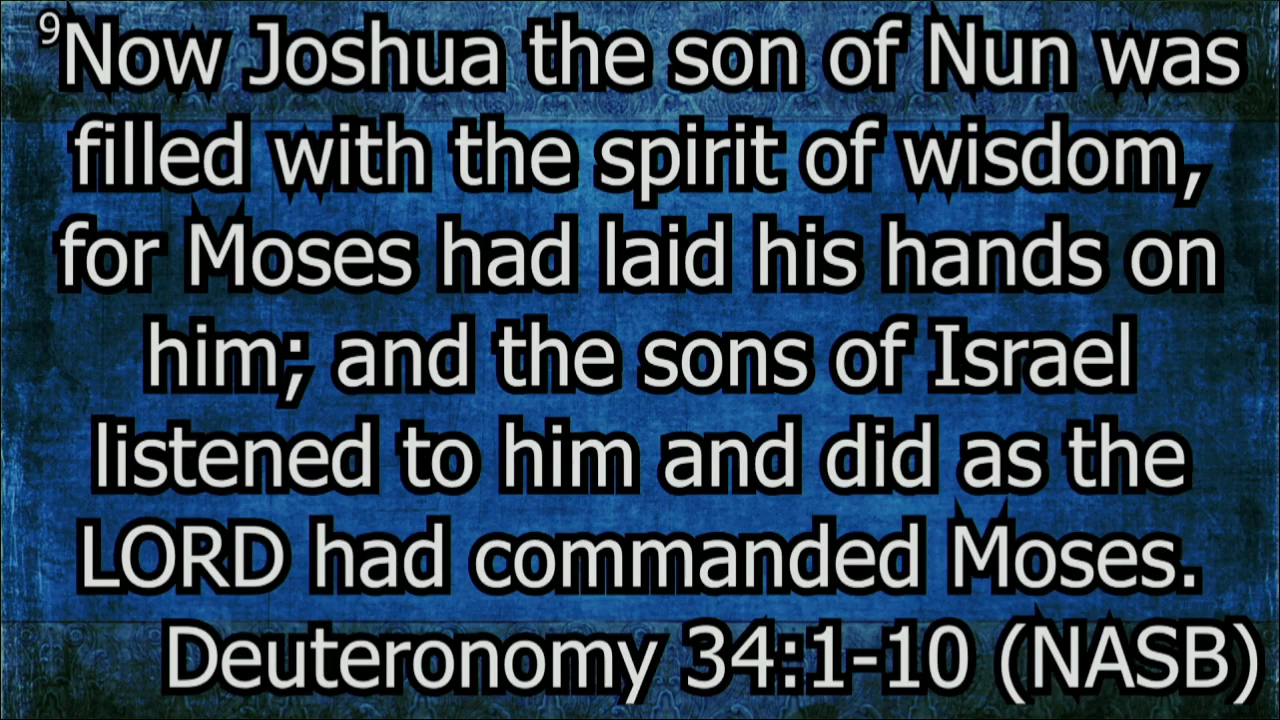 9Now Joshua the son of Nun was
filled with the spirit of wisdom,
for Moses had laid his hands on
him; and the sons of Israel
listened to him and did as the
LORD had commanded Moses.
Deuteronomy 34:1-10 (NASB)